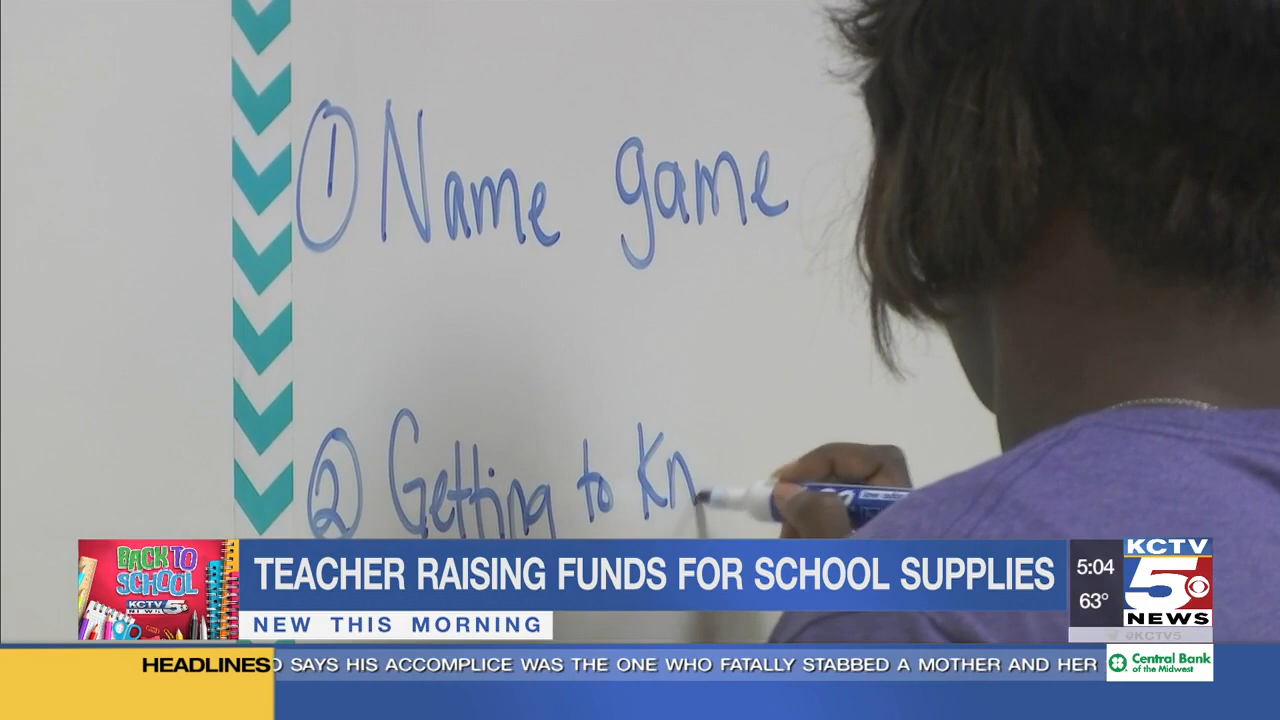 ① Name game
② Getting to Kn
BACK TO
SCHOOL
KCTV5
NEWS
TEACHER RAISING FUNDS FOR SCHOOL SUPPLIES
NEW THIS MORNING
5:04
63°
KCTV
5
NEWS
@KCTV5
HEADLINES
SAYS HIS ACCOMPLICE WAS THE ONE WHO FATALLY STABBED A MOTHER AND HER
Central Bank
of the Midwest